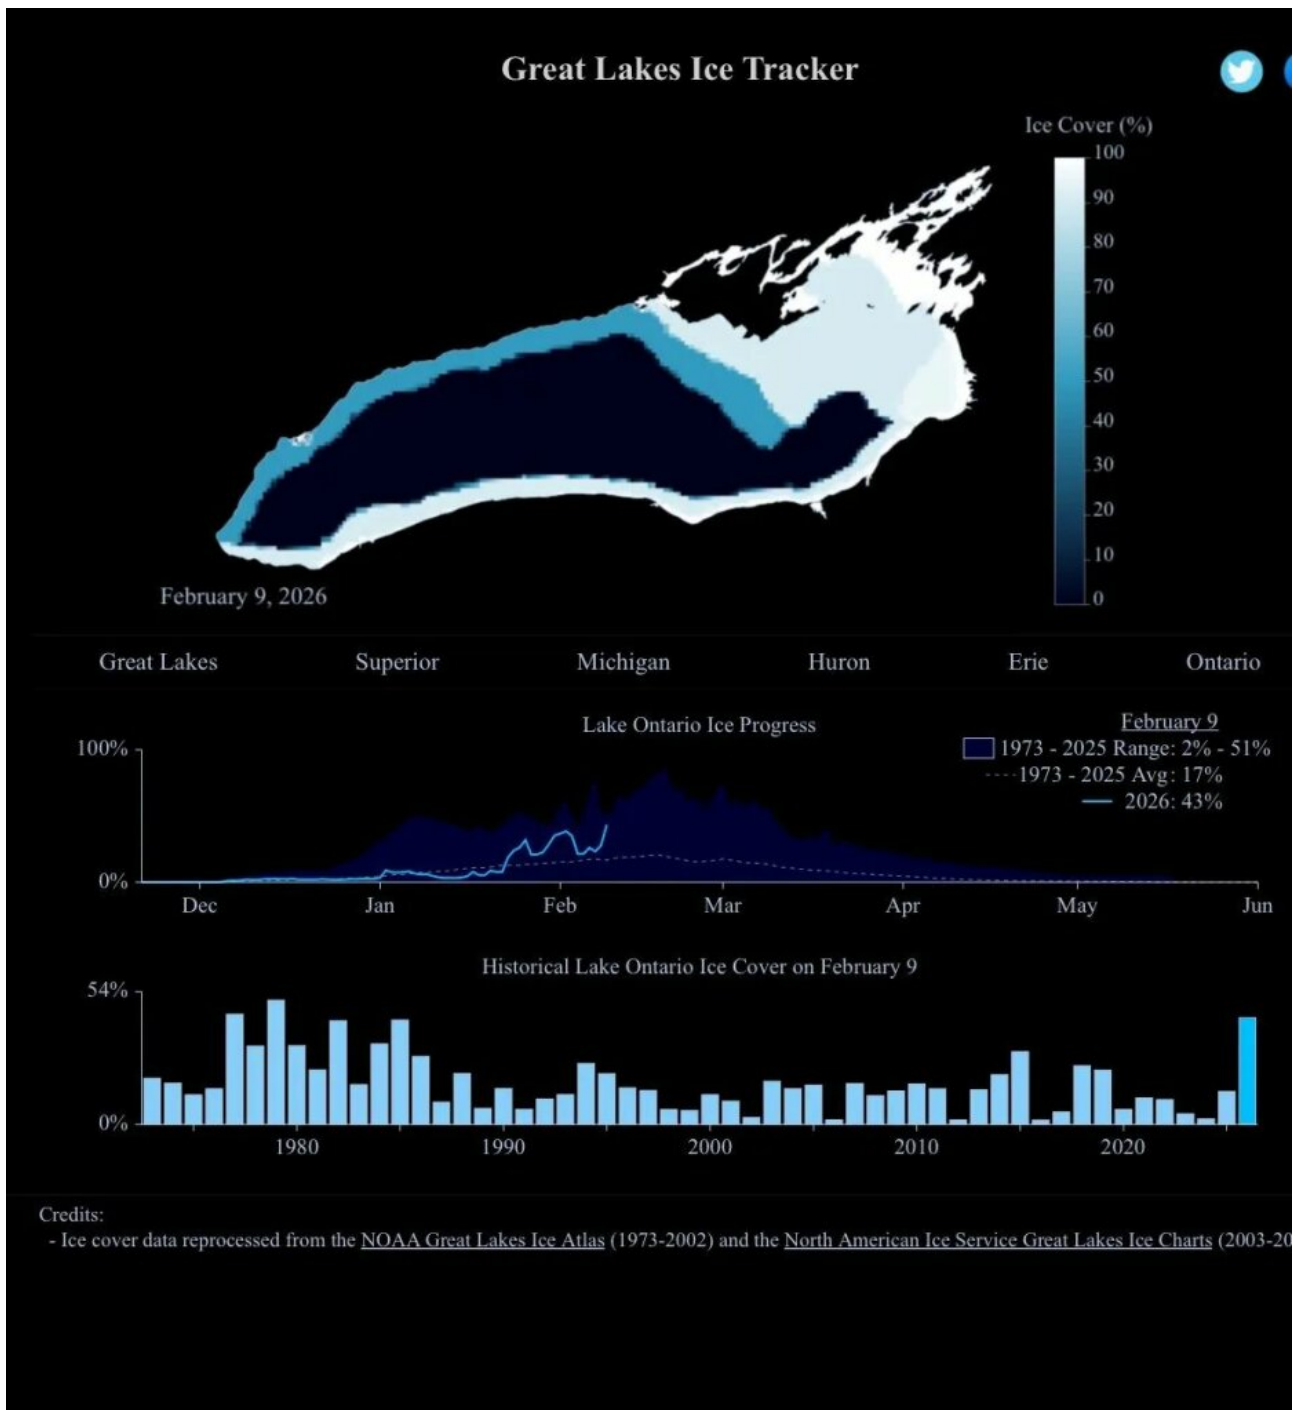 Great Lakes Ice Tracker
Ice Cover (%)
100
90
80
70
60
50
40
30
20
10
0
February 9, 2026
Great Lakes Superior Michigan Huron Erie Ontario
Lake Ontario Ice Progress
February 9
1973 - 2025 Range: 2% - 51%
1973 - 2025 Avg: 17%
2026: 43%
100%
0%
Dec Jan Feb Mar Apr May Jun
Historical Lake Ontario Ice Cover on February 9
54%
0%
1980 1990 2000 2010 2020
Credits:
- Ice cover data reprocessed from the NOAA Great Lakes Ice Atlas (1973-2002) and the North American Ice Service Great Lakes Ice Charts (2003-20